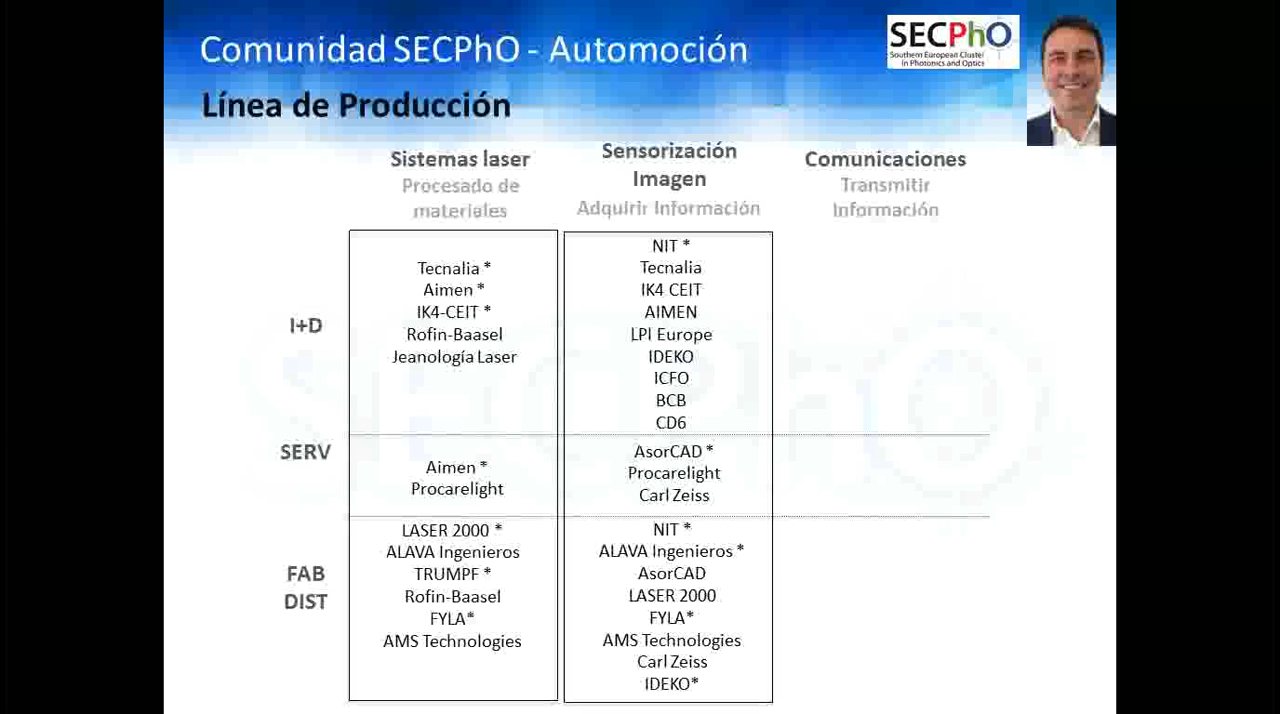 Comunidad SECPhO - Automoción
SECPhO
Southern European Cluster
in Photonics and Optics
Línea de Producción
Sistemas laser
Procesado de
materiales
Sensorización
Imagen
Adquirir Información
Comunicaciones
Transmitir
Información
I+D
Tecnalia *
Aimen *
IK4-CEIT *
Rofin-Baasel
Jeanología Laser
NIT *
Tecnalia
IK4 CEIT
AIMEN
LPI Europe
IDEKO
ICFO
BCB
CD6
SERV
Aimen *
Procarelight
AsorCAD *
Procarelight
Carl Zeiss
FAB
DIST
LASER 2000 *
ALAVA Ingenieros
TRUMPF *
Rofin-Baasel
FYLA*
AMS Technologies
NIT *
ALAVA Ingenieros *
AsorCAD
LASER 2000
FYLA*
AMS Technologies
Carl Zeiss
IDEKO*
SECPhO